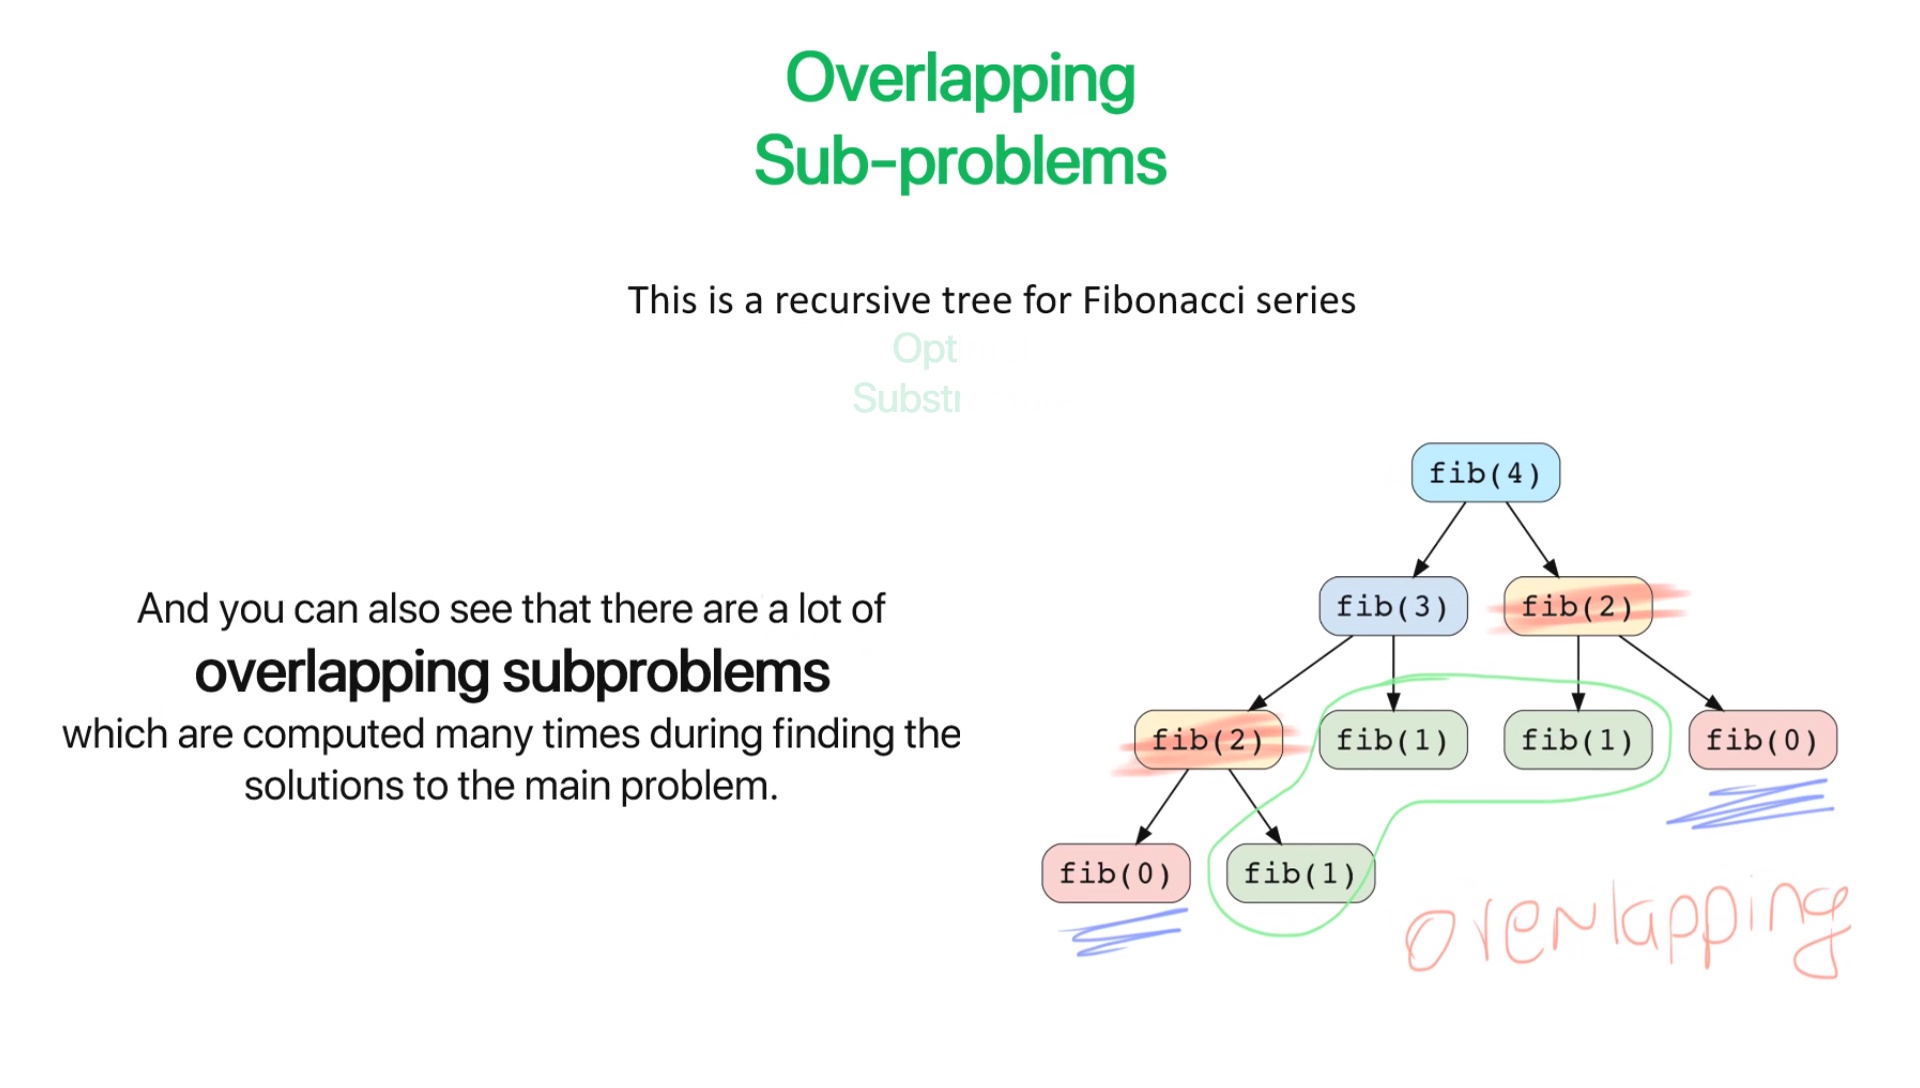 Overlapping
Sub-problems
This is a recursive tree for Fibonacci series
Opt
Substr
fib(4)
fib(3) fib(2)
And you can also see that there are a lot of
overlapping subproblems
which are computed many times during finding the
solutions to the main problem.
fib(2) fib(1) fib(1) fib(0)
fib(0) fib(1)
overlapping